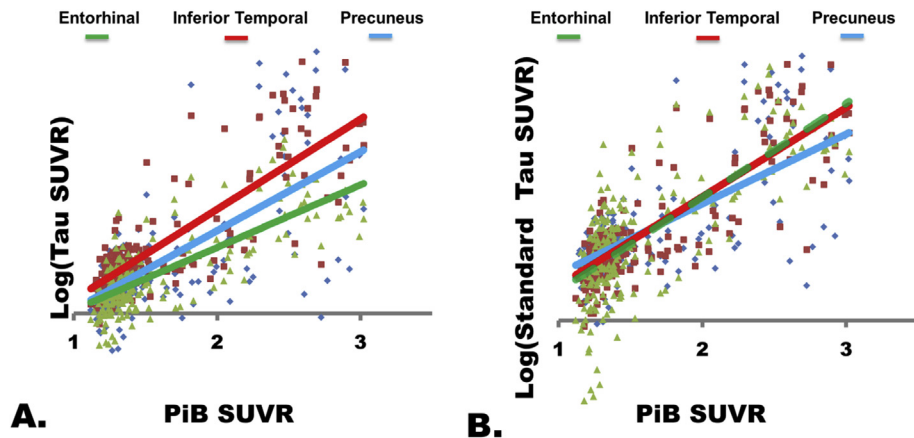 Entorhinal Inferior Temporal Precuneus
Log(Tau SUVR)
1 2 3
A. PiB SUVR
Entorhinal Inferior Temporal Precuneus
Log(Standard Tau SUVR)
1 2 3
B. PiB SUVR